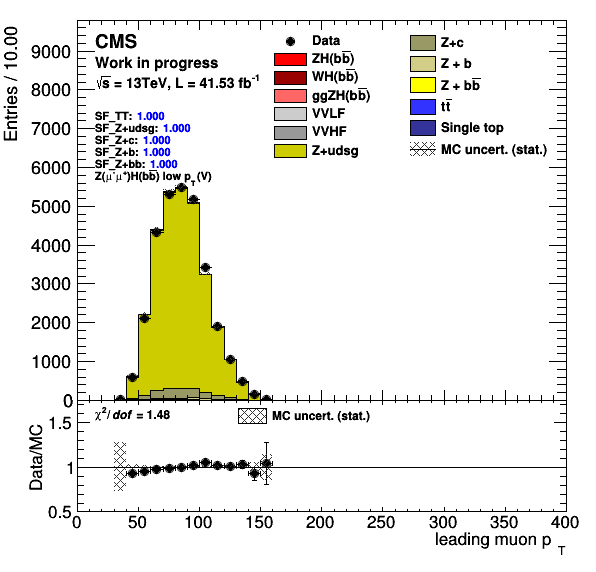 CMS
Work in progress
√s = 13TeV, L = 41.53 fb⁻¹
SF_TT: 1.000
SF_Z+udsg: 1.000
SF_Z+c: 1.000
SF_Z+b: 1.000
SF_Z+bb: 1.000
Z(μ⁻μ⁺)H(bb̅) low p_T(V)
Data
ZH(bb̅)
WH(bb̅)
ggZH(bb̅)
VVLF
VVHF
Z+udsg
Z+c
Z + b
Z + bb̅
tt̅
Single top
MC uncert. (stat.)
Entries / 10.00
9000
8000
7000
6000
5000
4000
3000
2000
1000
0
χ²/dof = 1.48
MC uncert. (stat.)
Data/MC
1.5
1
0.5
0 50 100 150 200 250 300 350 400
leading muon p_T